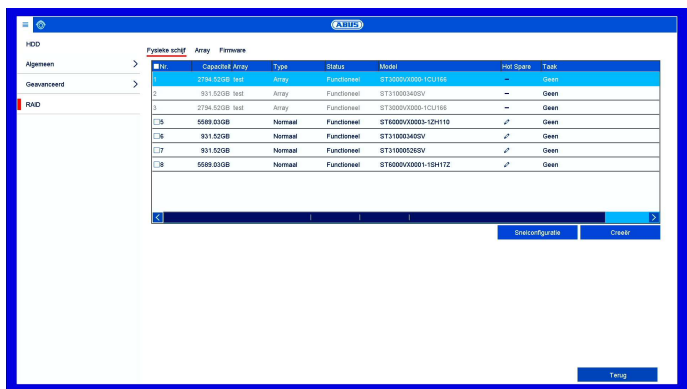 ABUS
HDD
Algemeen
Geavanceerd
RAID
Fysieke schijf Array Firmware
Nr. Capaciteit Array Type Status Model Hot Spare Taak
1 2794.52GB test Array Functioneel ST3000VX000-1CU166 Geen
2 931.52GB test Array Functioneel ST31000340SV Geen
3 2794.52GB test Array Functioneel ST3000VX000-1CU166 Geen
5 5589.03GB Normaal Functioneel ST6000VX0003-1ZH110 Geen
6 931.52GB Normaal Functioneel ST31000340SV Geen
7 931.52GB Normaal Functioneel ST31000526SV Geen
8 5589.03GB Normaal Functioneel ST6000VX0001-1SH17Z Geen
Snelconfiguratie Creeër
Terug